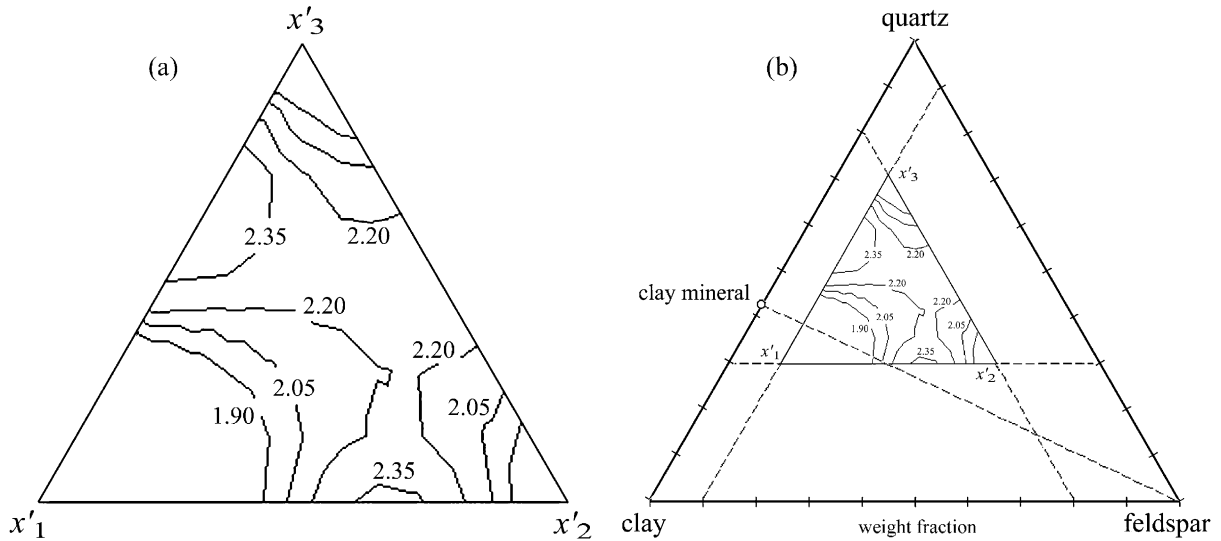 x'3
(a)
2.35
2.20
2.20
2.20
2.05
2.05
1.90
2.35
x'1
x'2
quartz
(b)
x'3
2.20
2.35
clay mineral
2.20
2.05
2.05
1.90
x'1
2.35
x'2
clay
weight fraction
feldspar